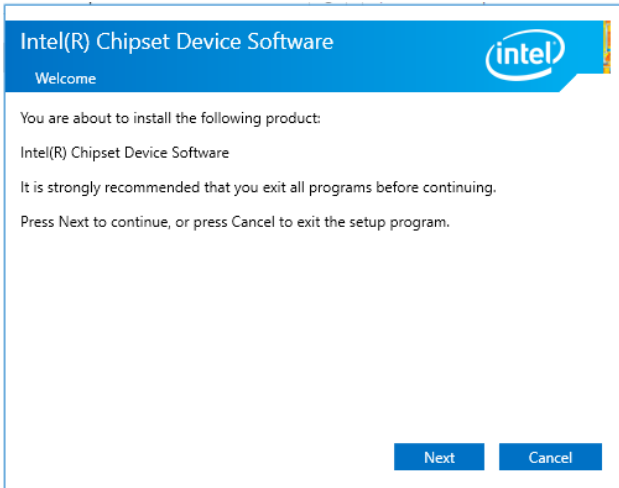 Intel(R) Chipset Device Software
intel
Welcome
You are about to install the following product:
Intel(R) Chipset Device Software
It is strongly recommended that you exit all programs before continuing.
Press Next to continue, or press Cancel to exit the setup program.
Next
Cancel